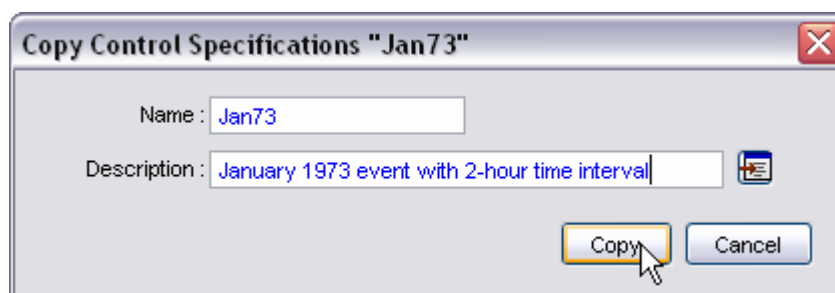 Copy Control Specifications "Jan73"
Name : Jan73
Description : January 1973 event with 2-hour time interval
Copy Cancel